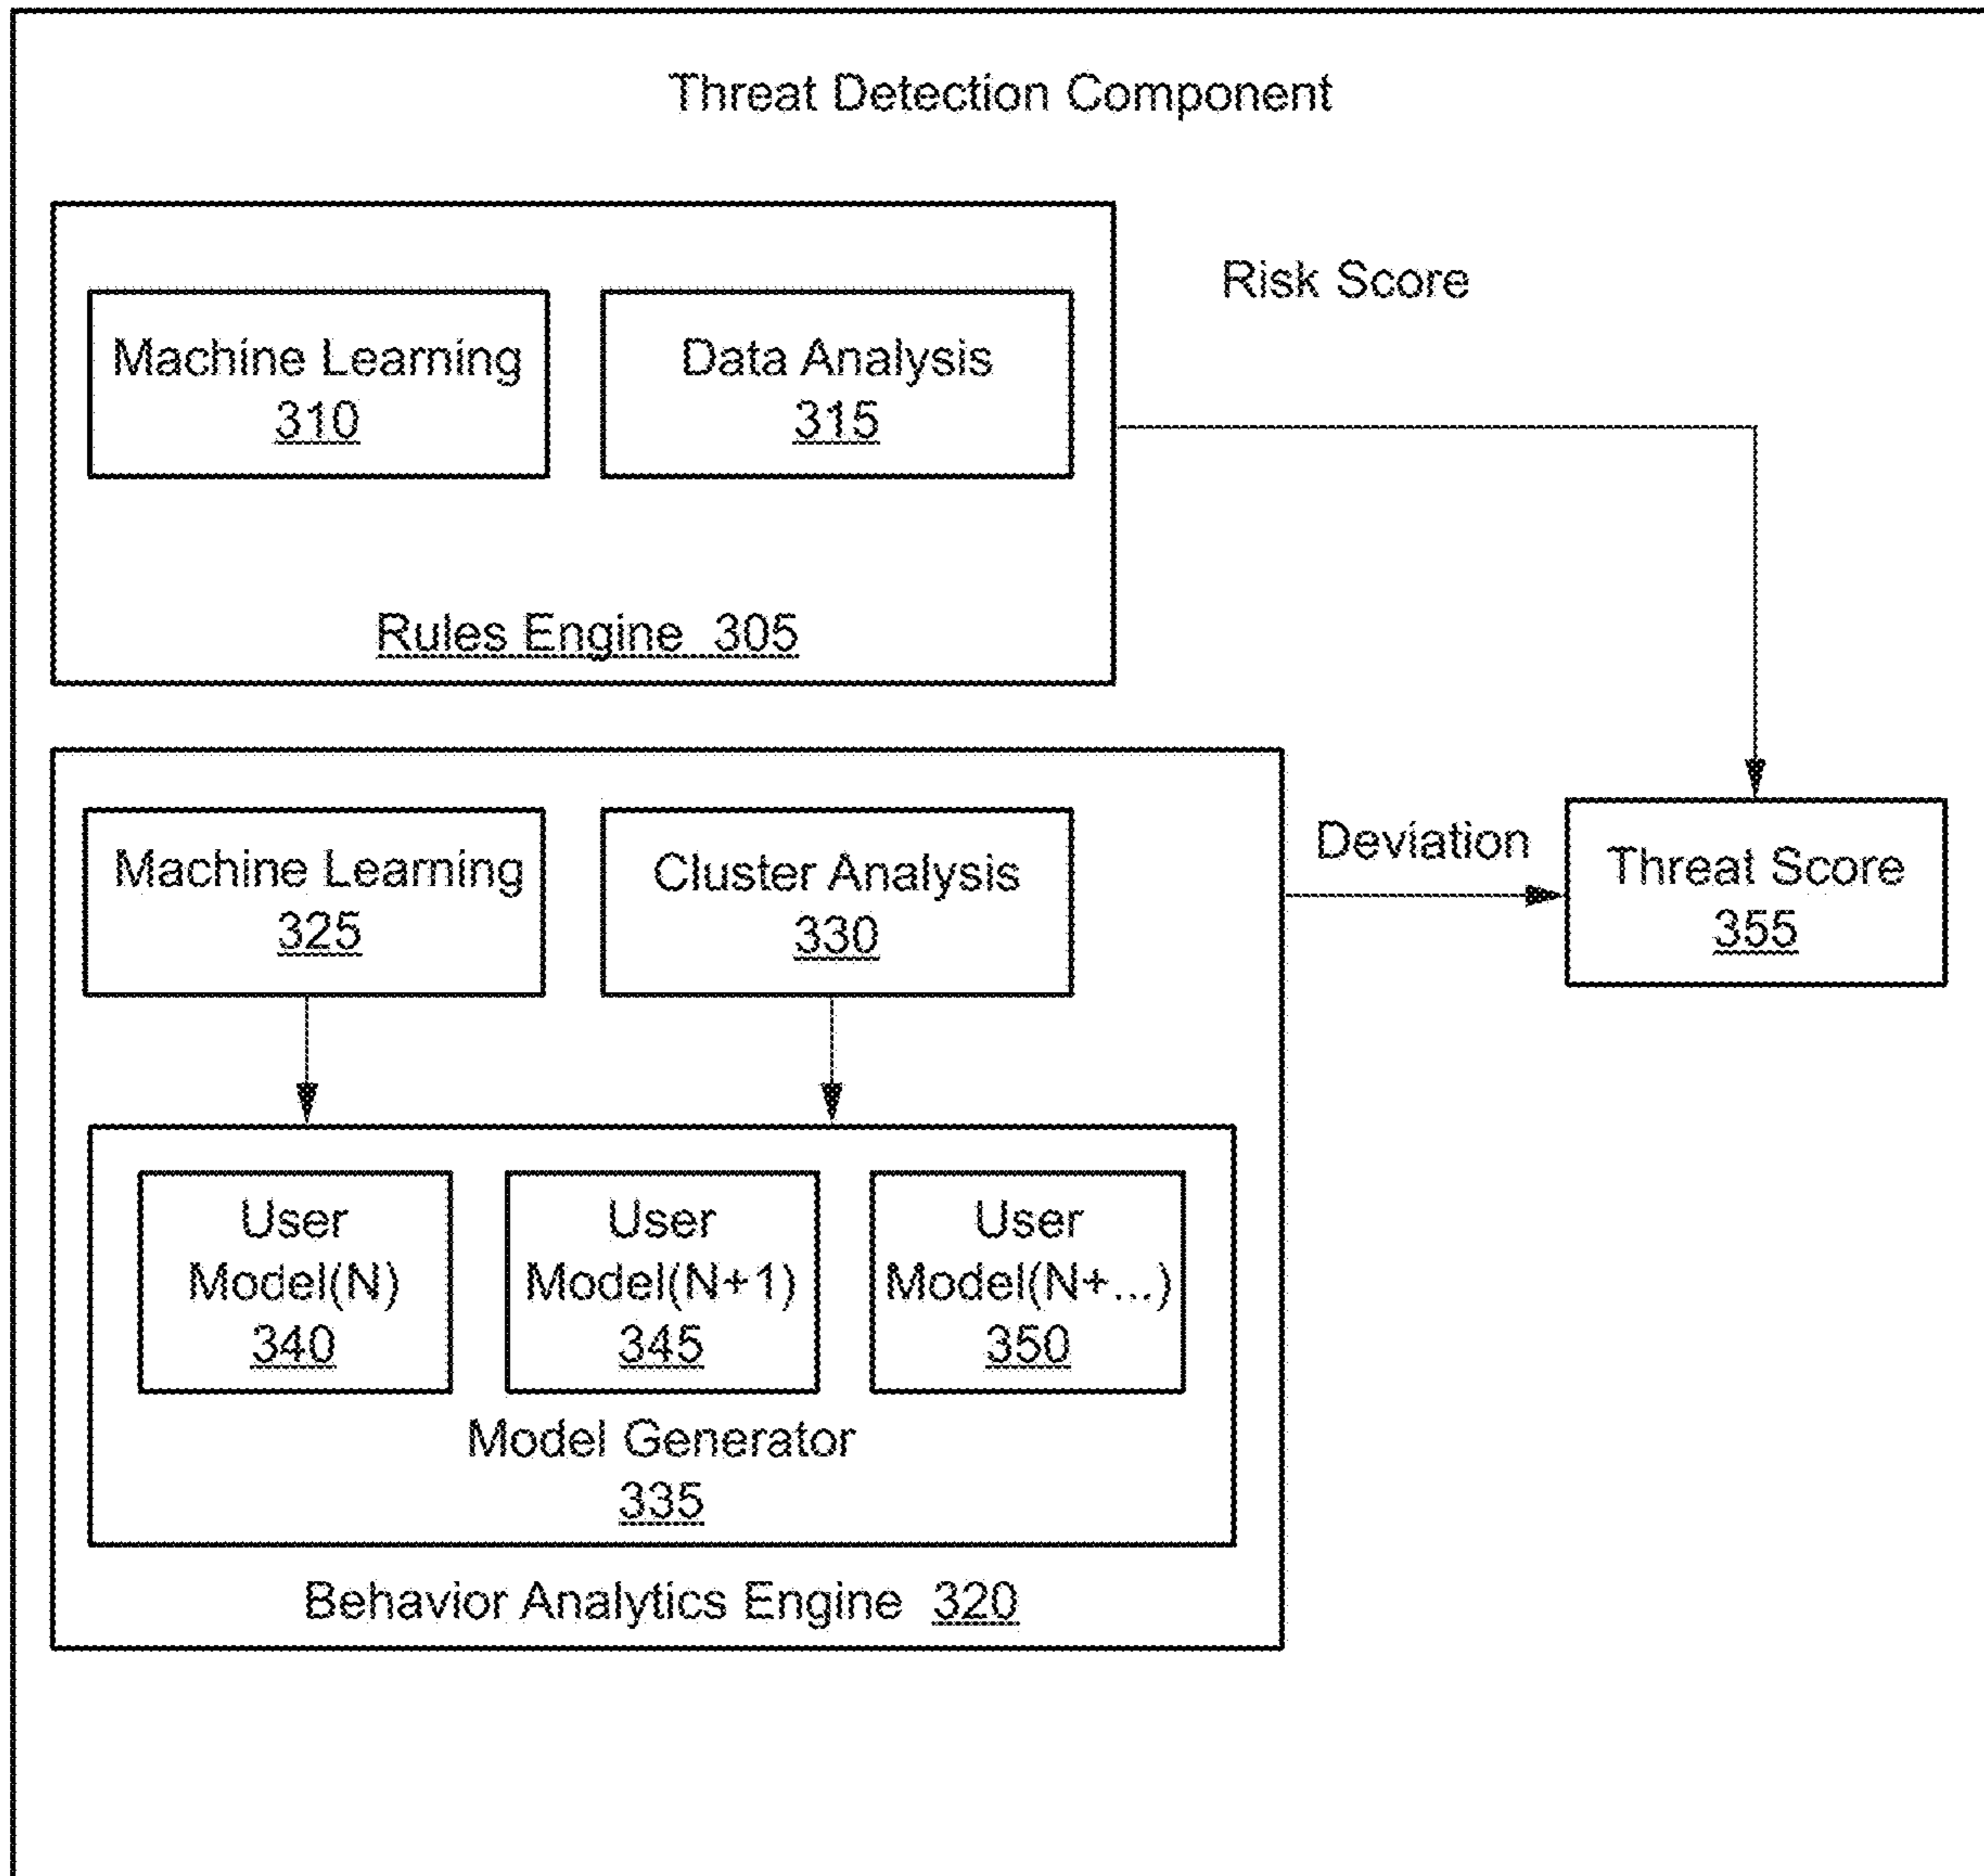 Threat Detection Component
Risk Score
Machine Learning
310
Data Analysis
315
Rules Engine 305
Machine Learning
325
Cluster Analysis
330
Deviation
Threat Score
355
User
Model(N)
340
User
Model(N+1)
345
User
Model(N+...)
350
Model Generator
335
Behavior Analytics Engine 320